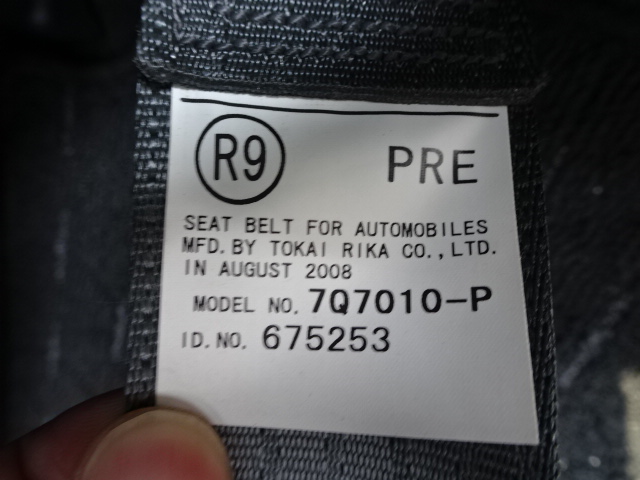 R9 PRE
SEAT BELT FOR AUTOMOBILES
MFD. BY TOKAI RIKA CO., LTD.
IN AUGUST 2008
MODEL NO. 7Q7010-P
ID. NO. 675253